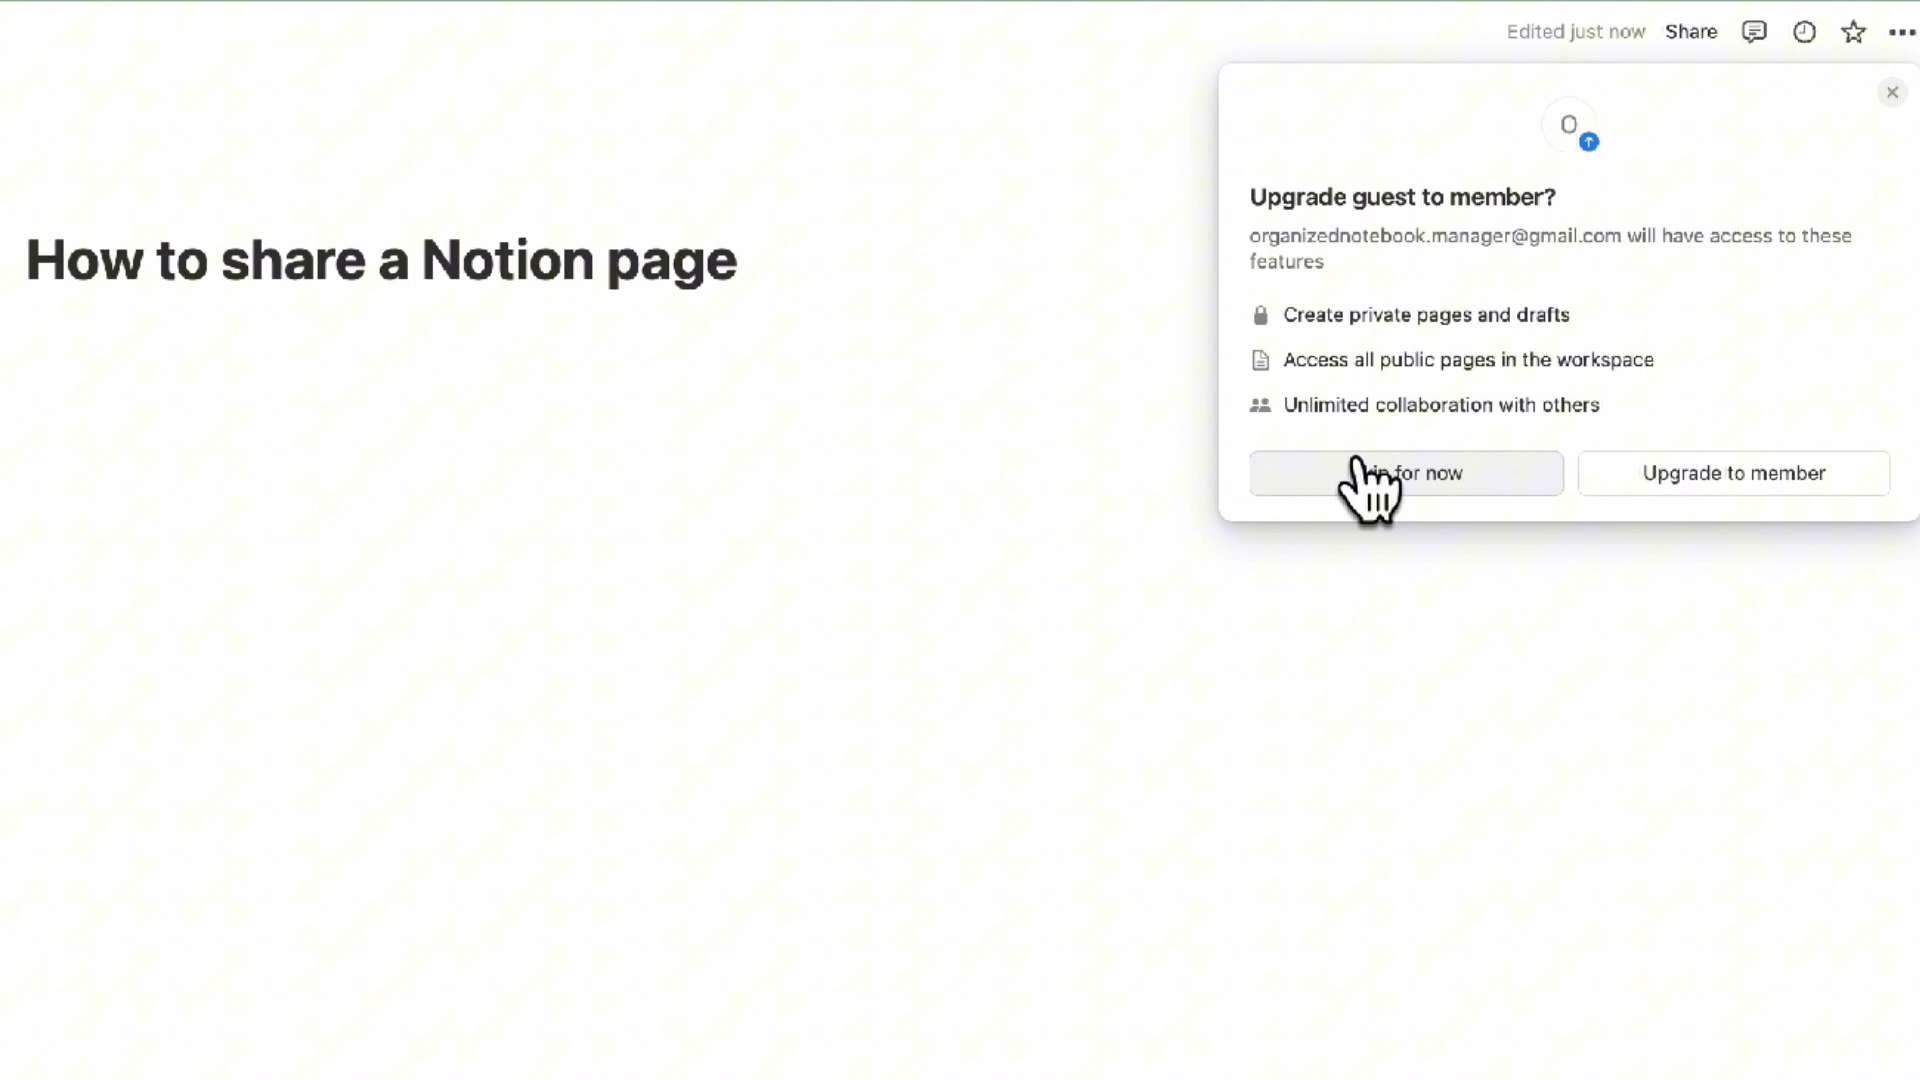 Edited just now Share
O
Upgrade guest to member?
organizednotebook.manager@gmail.com will have access to these
features
How to share a Notion page
Create private pages and drafts
Access all public pages in the workspace
Unlimited collaboration with others
for now
Upgrade to member